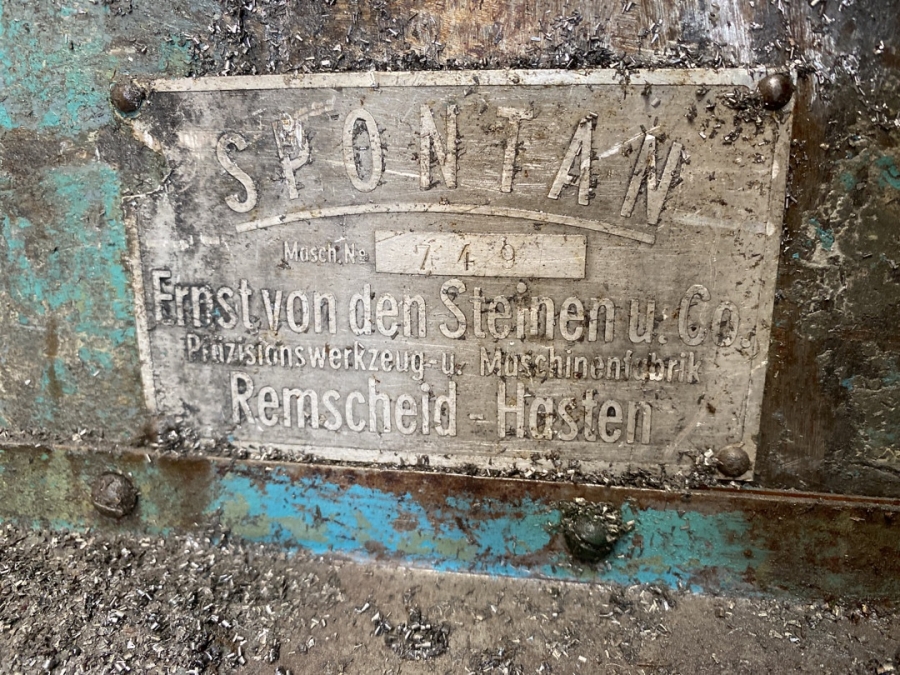 SPONTAN
Masch. No 749
Ernst von den Steinen u. Co.
Präzisionswerkzeug- u. Maschinenfabrik
Remscheid - Hasten